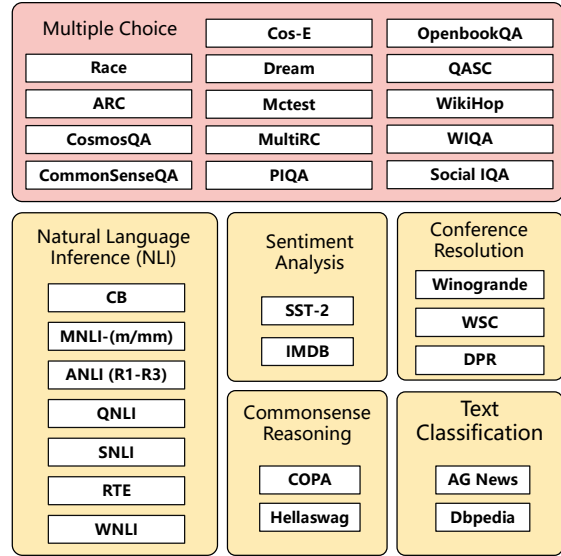 Multiple Choice
Race
ARC
CosmosQA
CommonSenseQA
Cos-E
Dream
Mctest
MultiRC
PIQA
OpenbookQA
QASC
WikiHop
WIQA
Social IQA
Natural Language
Inference (NLI)
CB
MNLI-(m/mm)
ANLI (R1-R3)
QNLI
SNLI
RTE
WNLI
Sentiment
Analysis
SST-2
IMDB
Conference
Resolution
Winogrande
WSC
DPR
Commonsense
Reasoning
COPA
Hellaswag
Text
Classification
AG News
Dbpedia